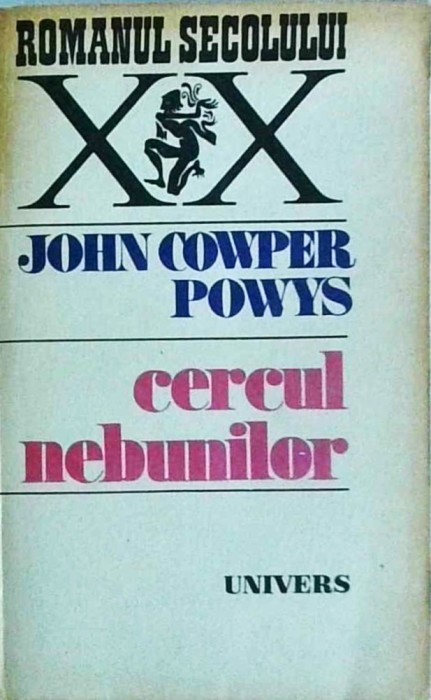 ROMANUL SECOLULUI
XX
JOHN COWPER
POWYS
cercul
nebunilor
UNIVERS